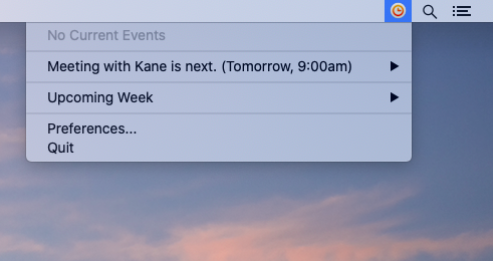 No Current Events
Meeting with Kane is next. (Tomorrow, 9:00am)
Upcoming Week
Preferences...
Quit